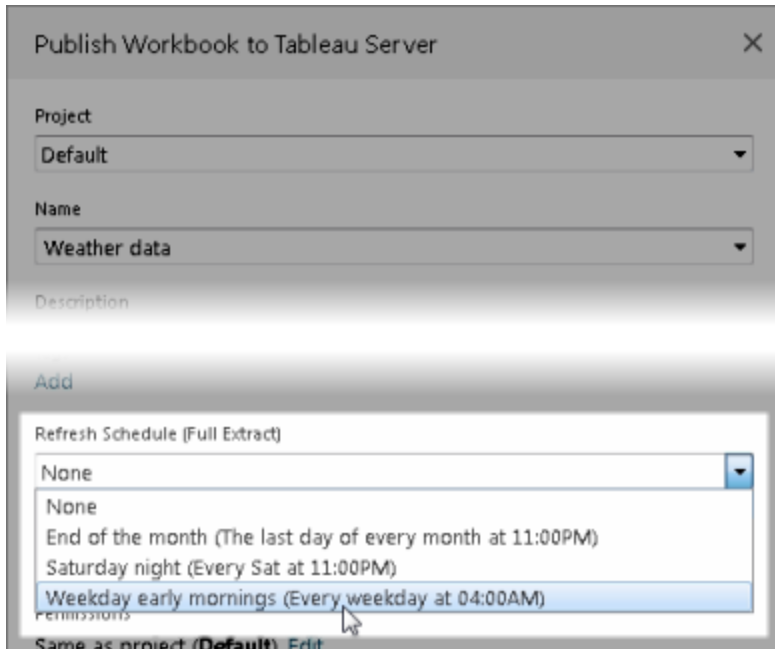 Publish Workbook to Tableau Server
Project
Default
Name
Weather data
Description
Add
Refresh Schedule (Full Extract)
None
None
End of the month (The last day of every month at 11:00PM)
Saturday night (Every Sat at 11:00PM)
Weekday early mornings (Every weekday at 04:00AM)
Permissions
Same as project (Default) Edit